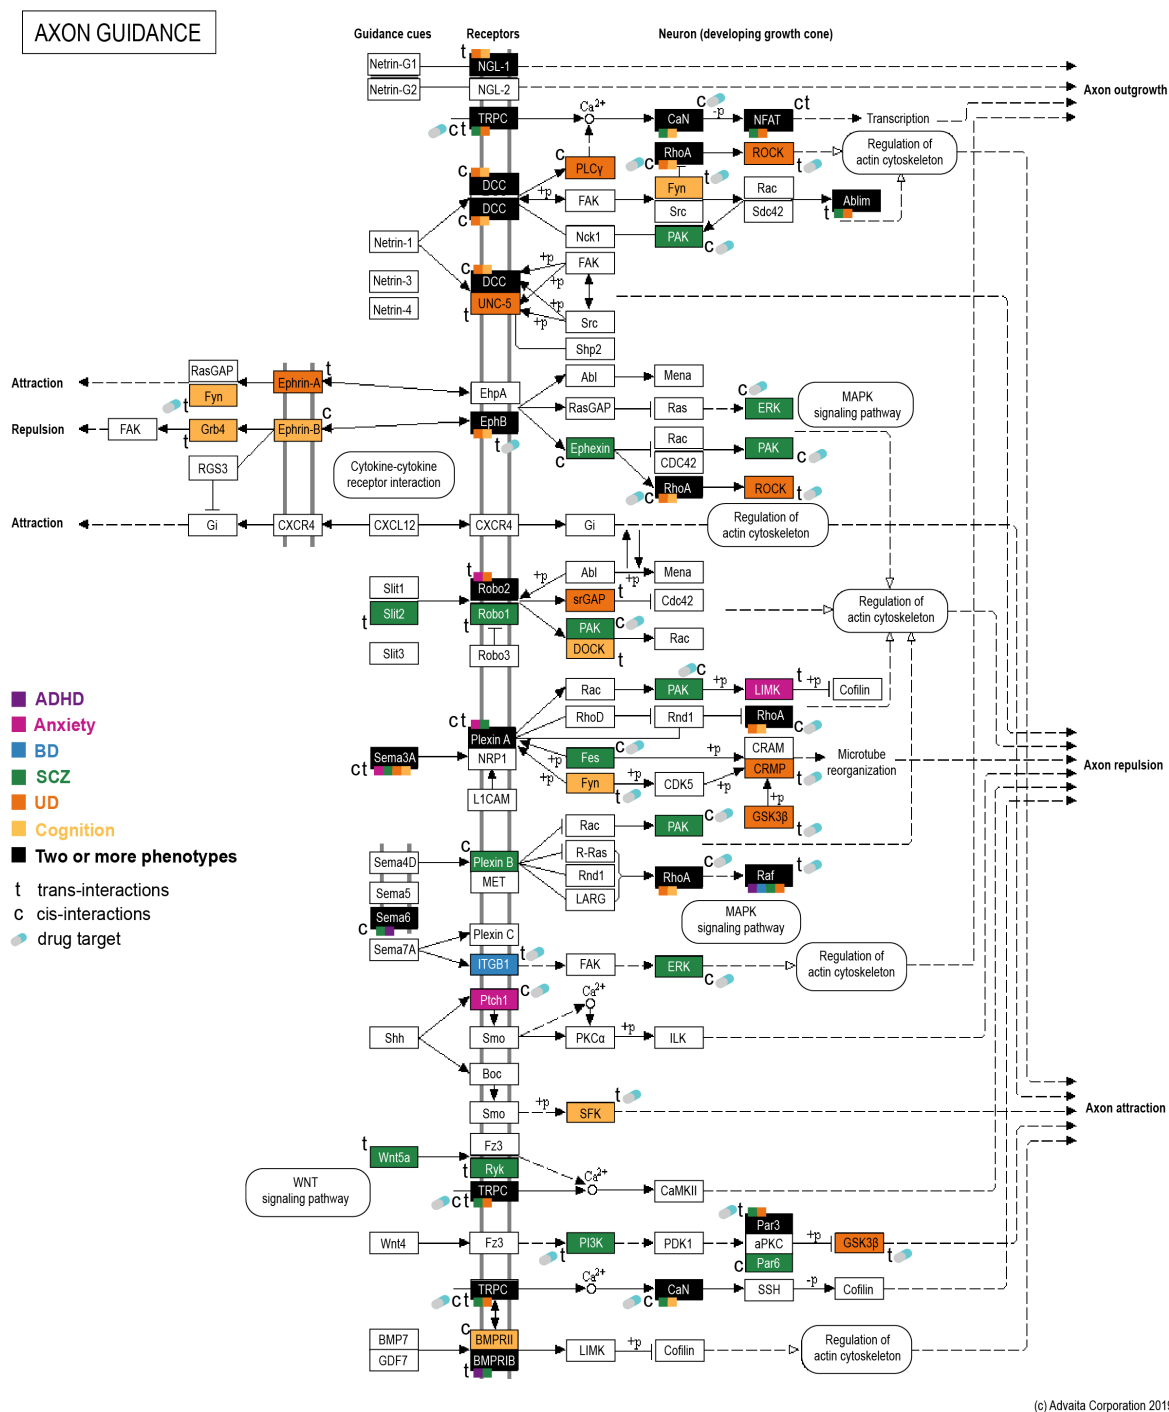 AXON GUIDANCE
Guidance cues
Receptors
Neuron (developing growth cone)
t
Netrin-G1
NGL-1
Netrin-G2
NGL-2
Axon outgrowth
Ca2+
c
ct
TRPC
CaN
-p
NFAT
Transcription
c t
c
PLCγ
c
RhoA
ROCK
Regulation of
actin cytoskeleton
c
DCC
+p
FAK
Fyn
t
t
Rac
Ablim
DCC
Src
Sdc42
t
c
Nck1
PAK
c
Netrin-1
FAK
+p
c
DCC
+p
Netrin-3
UNC-5
+p
Netrin-4
t
+p
Src
Shp2
RasGAP
t
Abl
Mena
Attraction
Ephrin-A
EhpA
c
MAPK
signaling pathway
Fyn
RasGAP
Ras
ERK
t
c
Repulsion
FAK
Grb4
Ephrin-B
EphB
t
t
Ephexin
Rac
PAK
c
CDC42
c
RGS3
Cytokine-cytokine
receptor interaction
c
RhoA
ROCK
t
Attraction
Gi
CXCR4
CXCL12
CXCR4
Gi
Regulation of
actin cytoskeleton
t
Abl
+p
+p
Mena
Slit1
Robo2
t
Slit2
Robo1
srGAP
Cdc42
t
t
PAK
c
Regulation of
actin cytoskeleton
Slit3
Robo3
DOCK
Rac
t
c
Rac
PAK
+p
LIMK
t
+p
Cofilin
ADHD
Anxiety
BD
SCZ
UD
Cognition
Two or more phenotypes
t trans-interactions
c cis-interactions
drug target
ct
RhoD
Rnd1
RhoA
c
Plexin A
Sema3A
NRP1
+p
Fes
c
+p
CRAM
Microtube
reorganization
Axon repulsion
ct
+p
Fyn
+p
CDK5
+p
CRMP
t
t
L1CAM
+p
GSK3β
t
Rac
PAK
c
Sema4D
c
Plexin B
R-Ras
MET
Rnd1
RhoA
c
Raf
t
Sema5
LARG
Sema6
c
MAPK
signaling pathway
Plexin C
Sema7A
ITGB1
t
FAK
ERK
c
Regulation of
actin cytoskeleton
Ptch1
c
Ca2+
Shh
Smo
PKCα
+p
ILK
Boc
Smo
+p
SFK
t
Axon attraction
Fz3
t
Wnt5a
t
Ryk
WNT
signaling pathway
Ca2+
TRPC
CaMKII
c t
t
Par3
Wnt4
Fz3
PI3K
t
PDK1
aPKC
+p
GSK3β
t
c
Par6
Ca2+
TRPC
CaN
SSH
-p
Cofilin
c t
c
c
BMP7
BMPRII
GDF7
BMPRIB
t
LIMK
+p
Cofilin
Regulation of
actin cytoskeleton
(c) Advaita Corporation 2019